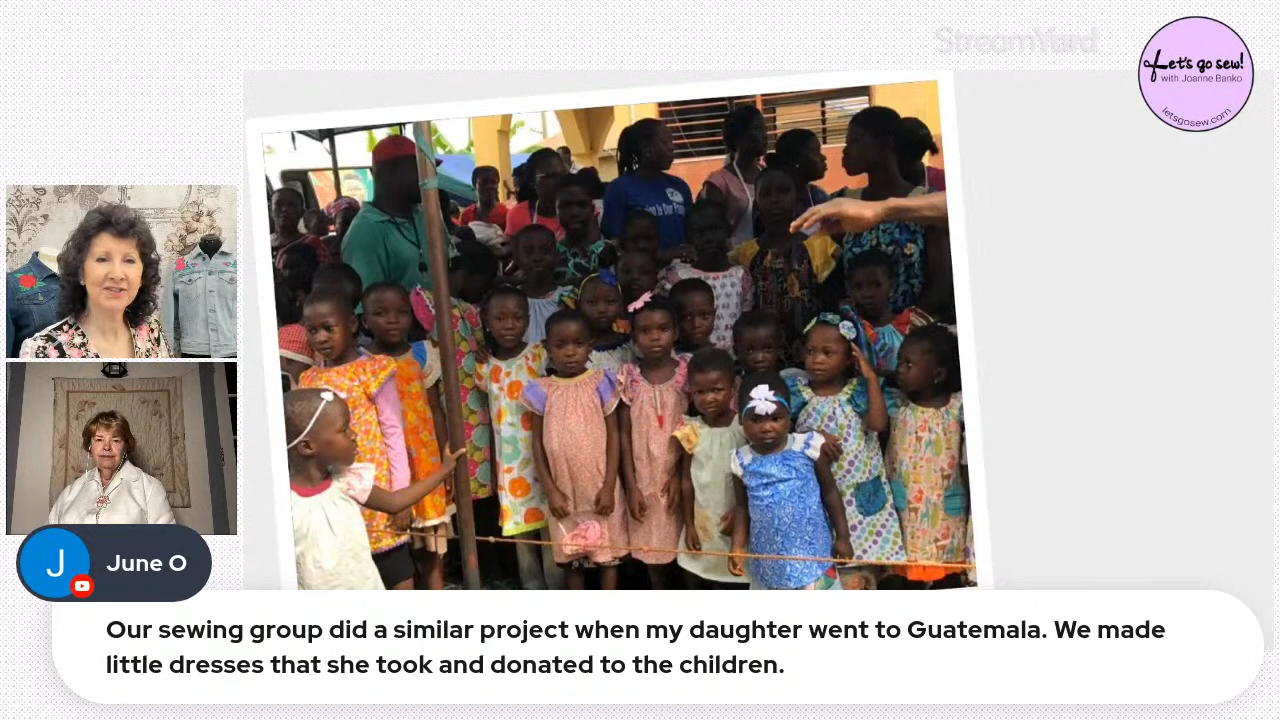 StreamYard
Let's go sew!
with Joanne Banko
letsgosew.com
J
June O
Our sewing group did a similar project when my daughter went to Guatemala. We made
little dresses that she took and donated to the children.